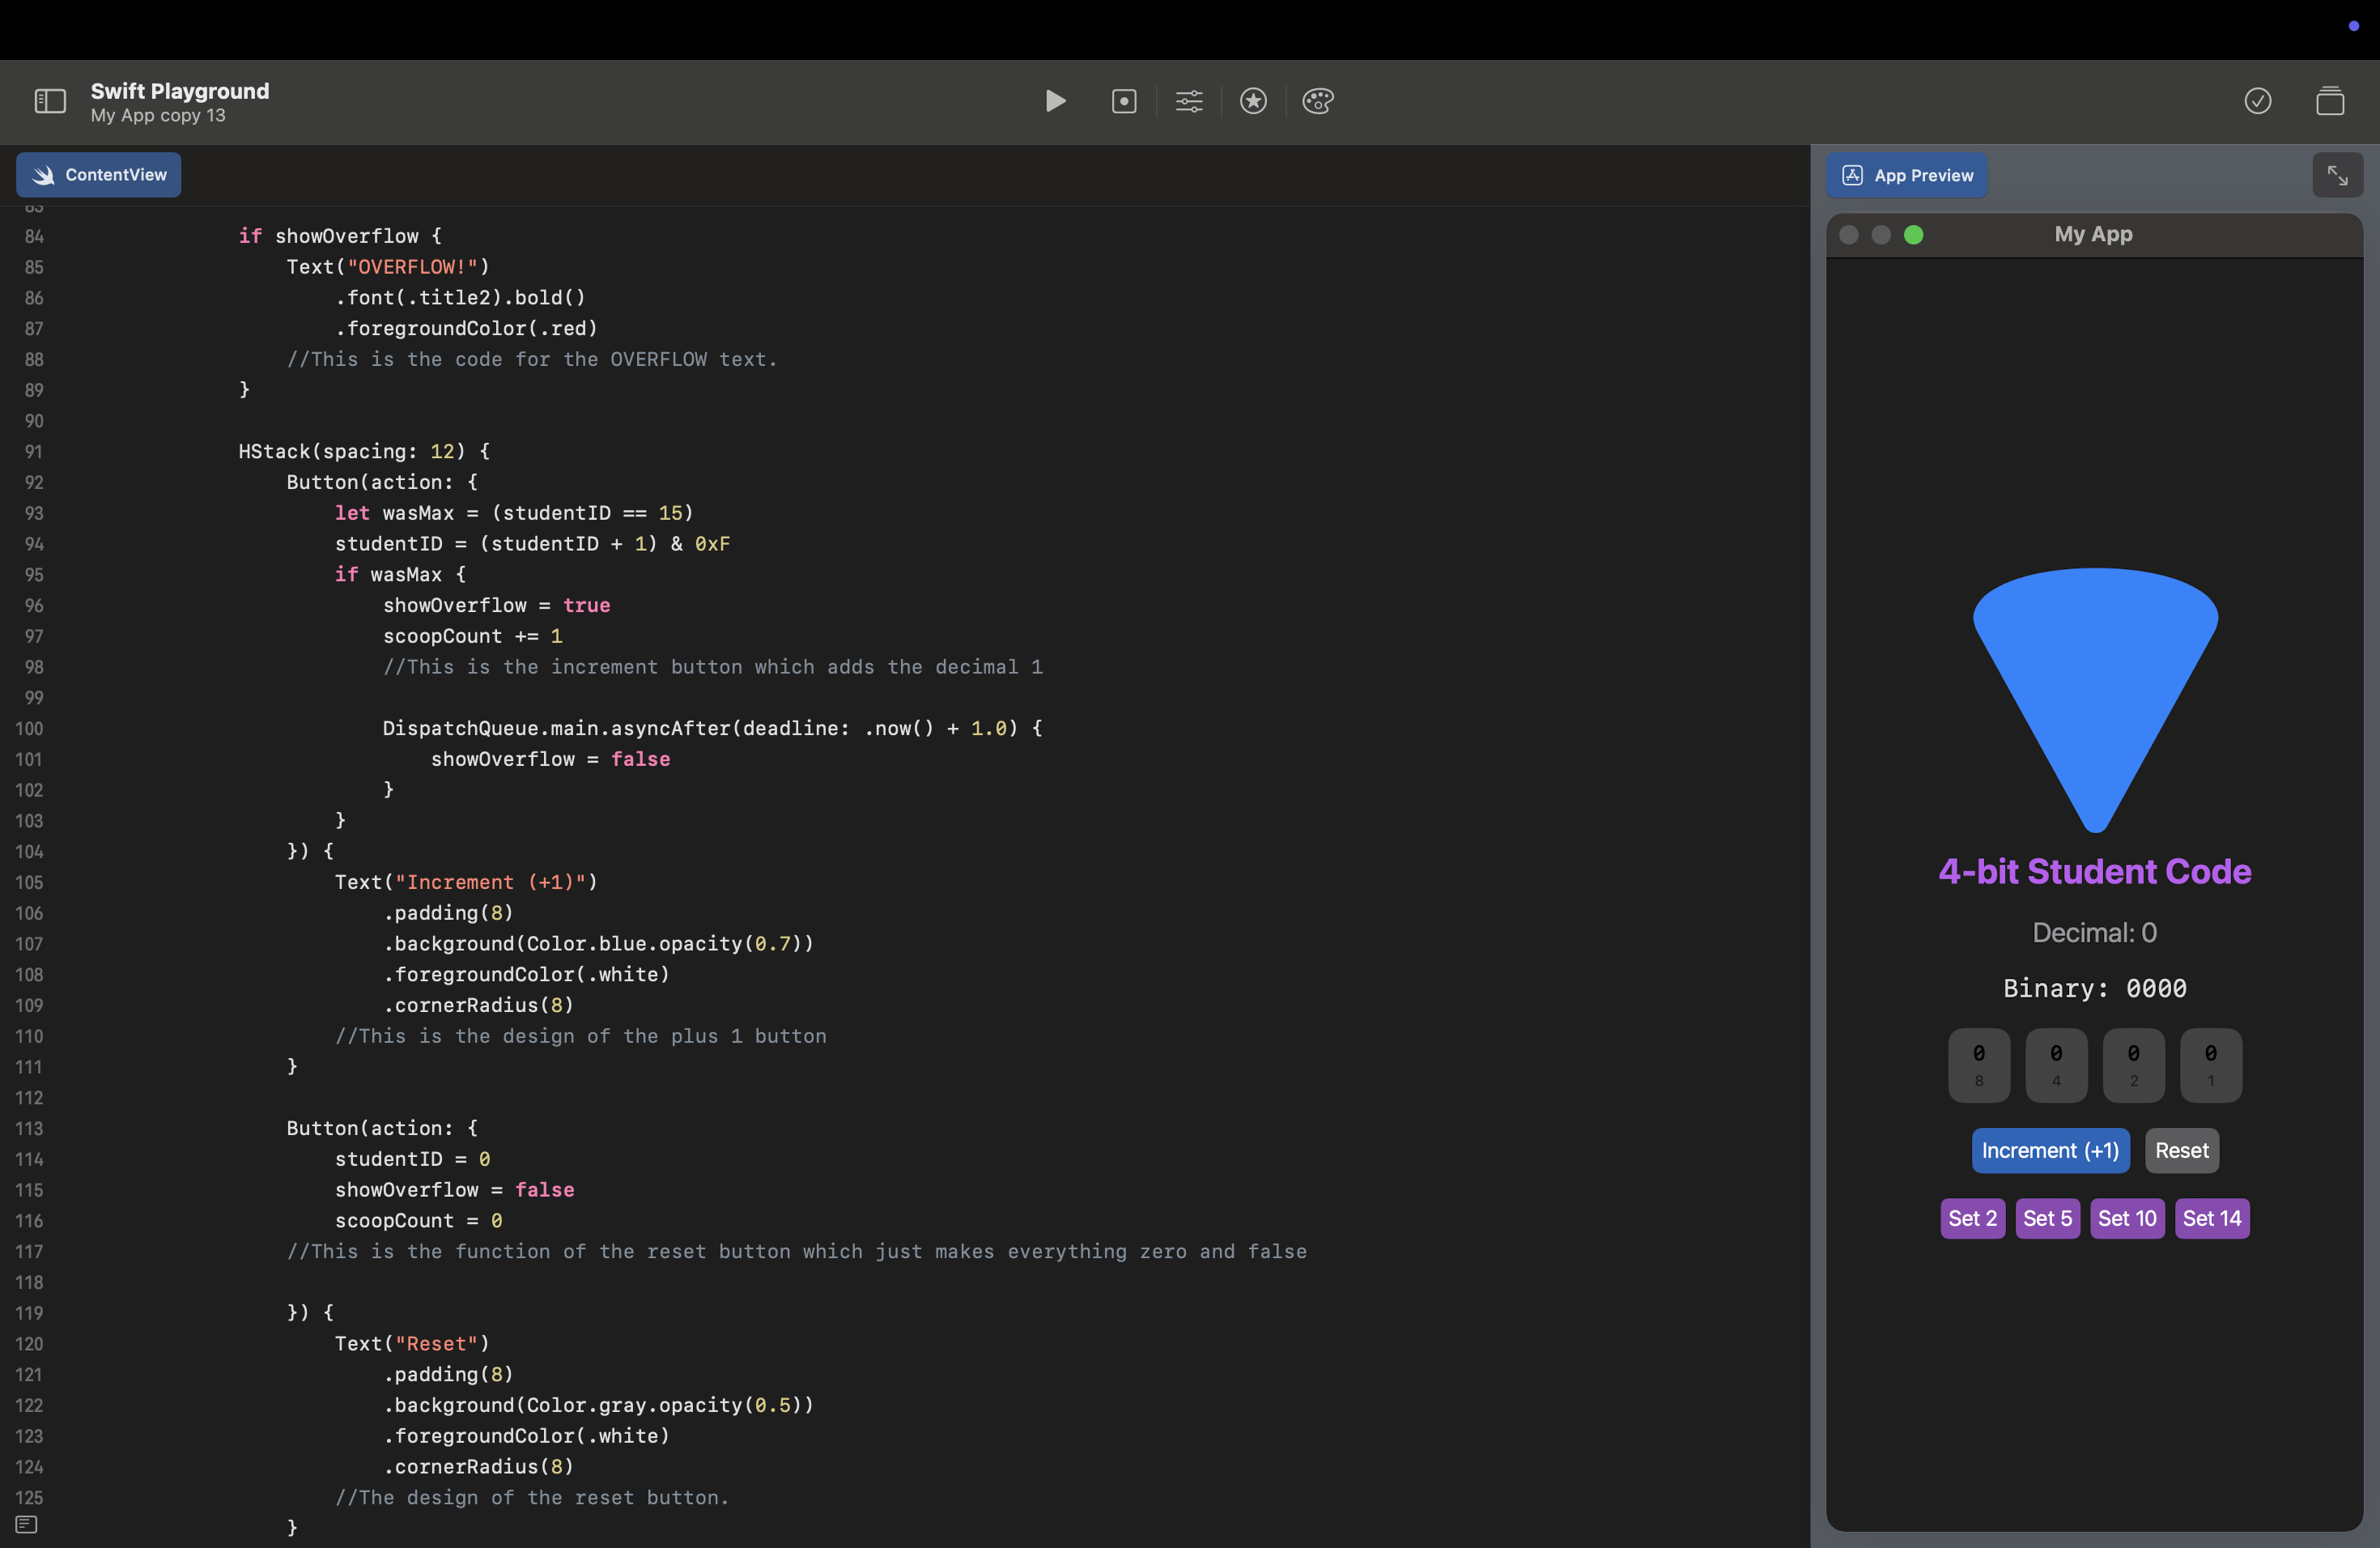 Swift Playground
My App copy 13
ContentView
83
84 if showOverflow {
85 Text("OVERFLOW!")
86 .font(.title2).bold()
87 .foregroundColor(.red)
88 //This is the code for the OVERFLOW text.
89 }
90
91 HStack(spacing: 12) {
92 Button(action: {
93 let wasMax = (studentID == 15)
94 studentID = (studentID + 1) & 0xF
95 if wasMax {
96 showOverflow = true
97 scoopCount += 1
98 //This is the increment button which adds the decimal 1
99
100 DispatchQueue.main.asyncAfter(deadline: .now() + 1.0) {
101 showOverflow = false
102 }
103 }
104 }) {
105 Text("Increment (+1)")
106 .padding(8)
107 .background(Color.blue.opacity(0.7))
108 .foregroundColor(.white)
109 .cornerRadius(8)
110 //This is the design of the plus 1 button
111 }
112
113 Button(action: {
114 studentID = 0
115 showOverflow = false
116 scoopCount = 0
117 //This is the function of the reset button which just makes everything zero and false
118
119 }) {
120 Text("Reset")
121 .padding(8)
122 .background(Color.gray.opacity(0.5))
123 .foregroundColor(.white)
124 .cornerRadius(8)
125 //The design of the reset button.
}
App Preview
My App
4-bit Student Code
Decimal: 0
Binary: 0000
0 0 0 0
8 4 2 1
Increment (+1) Reset
Set 2 Set 5 Set 10 Set 14